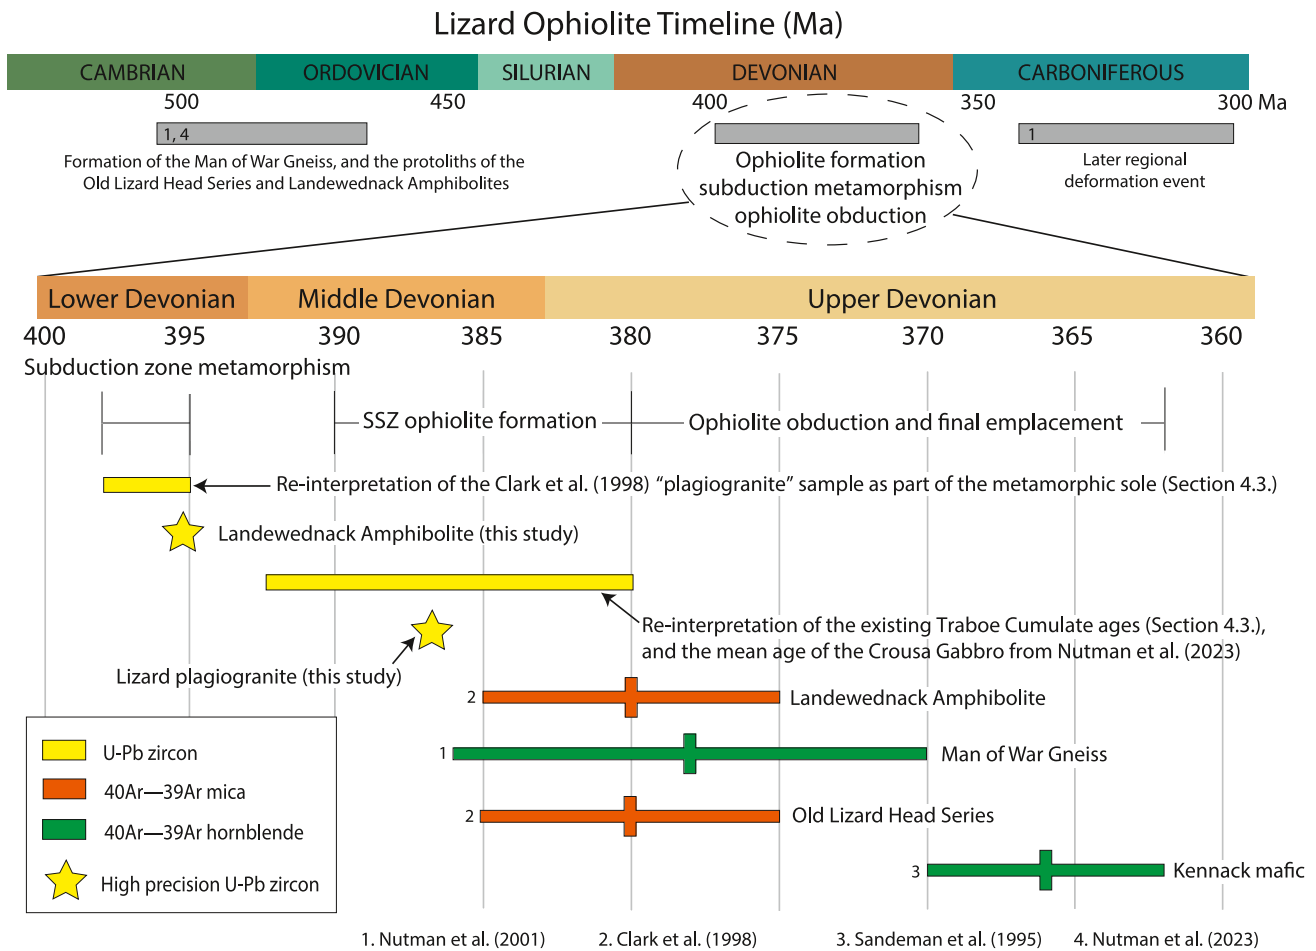 Lizard Ophiolite Timeline (Ma)
CAMBRIAN ORDOVICIAN SILURIAN DEVONIAN CARBONIFEROUS
500 450 400 350 300 Ma
1, 4
1
Formation of the Man of War Gneiss, and the protoliths of the
Old Lizard Head Series and Landewednack Amphibolites
Ophiolite formation
subduction metamorphism
ophiolite obduction
Later regional
deformation event
Lower Devonian Middle Devonian Upper Devonian
400 395 390 385 380 375 370 365 360
Subduction zone metamorphism
SSZ ophiolite formation
Ophiolite obduction and final emplacement
Re-interpretation of the Clark et al. (1998) “plagiogranite” sample as part of the metamorphic sole (Section 4.3.)
Landewednack Amphibolite (this study)
Re-interpretation of the existing Traboe Cumulate ages (Section 4.3.),
and the mean age of the Crousa Gabbro from Nutman et al. (2023)
Lizard plagiogranite (this study)
2 Landewednack Amphibolite
1 Man of War Gneiss
2 Old Lizard Head Series
3 Kennack mafic
U-Pb zircon
40Ar—39Ar mica
40Ar—39Ar hornblende
High precision U-Pb zircon
1. Nutman et al. (2001) 2. Clark et al. (1998) 3. Sandeman et al. (1995) 4. Nutman et al. (2023)